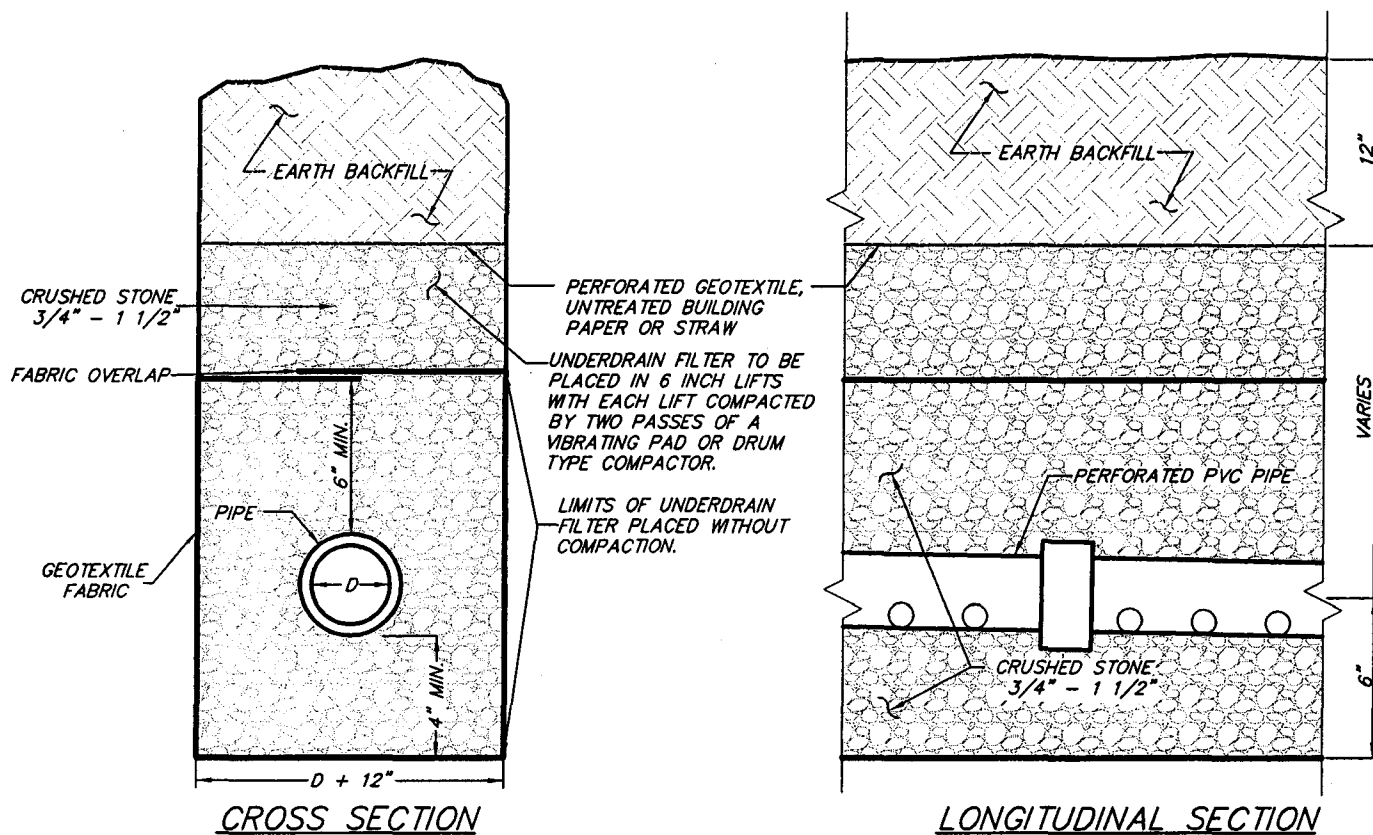 EARTH BACKFILL
CRUSHED STONE
3/4" - 1 1/2"
FABRIC OVERLAP
6" MIN.
PIPE
D
GEOTEXTILE
FABRIC
4" MIN.
D + 12"
CROSS SECTION
PERFORATED GEOTEXTILE,
UNTREATED BUILDING
PAPER OR STRAW
UNDERDRAIN FILTER TO BE
PLACED IN 6 INCH LIFTS
WITH EACH LIFT COMPACTED
BY TWO PASSES OF A
VIBRATING PAD OR DRUM
TYPE COMPACTOR.
LIMITS OF UNDERDRAIN
FILTER PLACED WITHOUT
COMPACTION.
EARTH BACKFILL
12"
VARIES
PERFORATED PVC PIPE
CRUSHED STONE
3/4" - 1 1/2"
6"
LONGITUDINAL SECTION